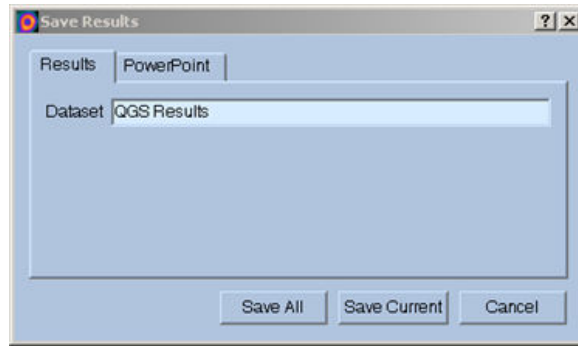 Save Results
Results PowerPoint
Dataset QGS Results
Save All Save Current Cancel